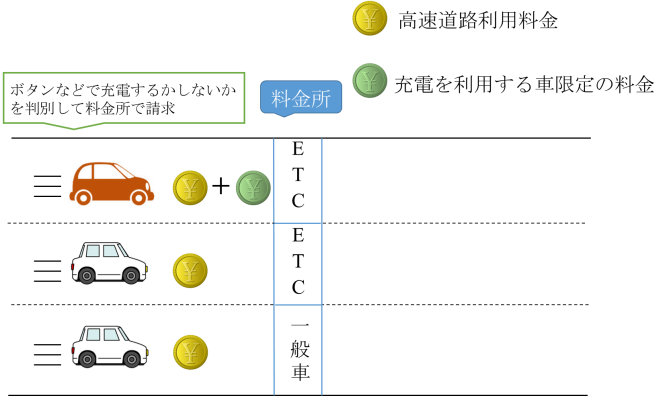 高速道路利用料金
充電を利用する車限定の料金
ボタンなどで充電するかしないか
を判別して料金所で請求
料金所
¥
¥
¥
+
¥
¥
¥
ETC
ETC
一般車